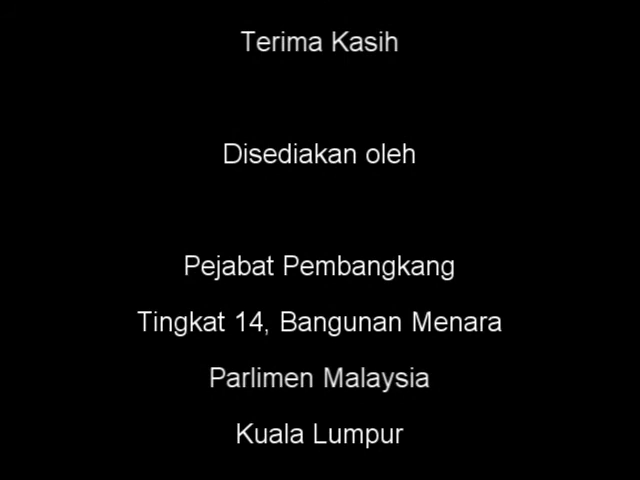 Terima Kasih
Disediakan oleh
Pejabat Pembangkang
Tingkat 14, Bangunan Menara
Parlimen Malaysia
Kuala Lumpur